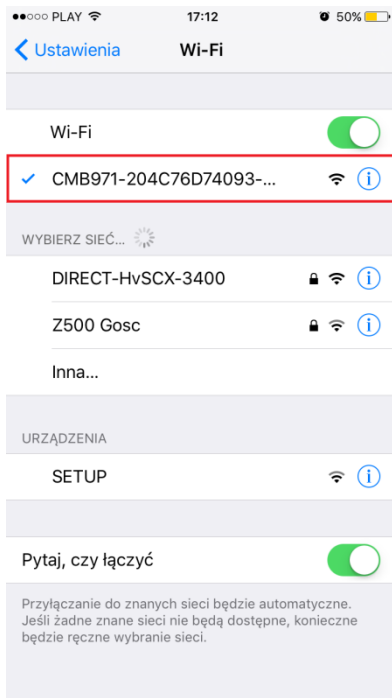 PLAY 17:12 50%
Ustawienia Wi-Fi
Wi-Fi
CMB971-204C76D74093-...
WYBIERZ SIEĆ...
DIRECT-HvSCX-3400
Z500 Gosc
Inna...
URZĄDZENIA
SETUP
Pytaj, czy łączyć
Przyłączanie do znanych sieci będzie automatyczne.
Jeśli żadne znane sieci nie będą dostępne, konieczne
będzie ręczne wybranie sieci.